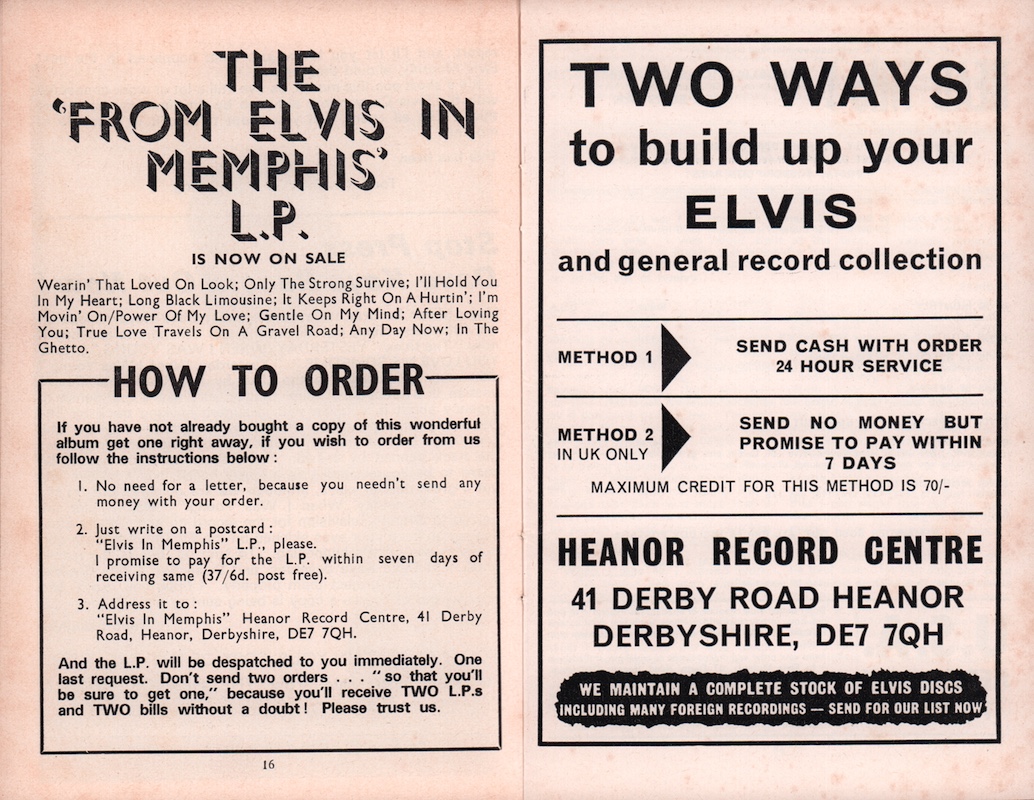 THE
'FROM ELVIS IN
MEMPHIS'
L.P.
IS NOW ON SALE
Wearin' That Loved On Look; Only The Strong Survive; I'll Hold You
In My Heart; Long Black Limousine; It Keeps Right On A Hurtin'; I'm
Movin' On/Power Of My Love; Gentle On My Mind; After Loving
You; True Love Travels On A Gravel Road; Any Day Now; In The
Ghetto.
HOW TO ORDER
If you have not already bought a copy of this wonderful
album get one right away, if you wish to order from us
follow the instructions below :
1. No need for a letter, because you needn't send any
money with your order.
2. Just write on a postcard :
"Elvis In Memphis" L.P., please.
I promise to pay for the L.P. within seven days of
receiving same (37/6d. post free).
3. Address it to :
"Elvis In Memphis" Heanor Record Centre, 41 Derby
Road, Heanor, Derbyshire, DE7 7QH.
And the L.P. will be despatched to you immediately. One
last request. Don't send two orders . . . "so that you'll
be sure to get one," because you'll receive TWO L.P.s
and TWO bills without a doubt! Please trust us.
16
TWO WAYS
to build up your
ELVIS
and general record collection
METHOD 1
SEND CASH WITH ORDER
24 HOUR SERVICE
METHOD 2
IN UK ONLY
SEND NO MONEY BUT
PROMISE TO PAY WITHIN
7 DAYS
MAXIMUM CREDIT FOR THIS METHOD IS 70/-
HEANOR RECORD CENTRE
41 DERBY ROAD HEANOR
DERBYSHIRE, DE7 7QH
WE MAINTAIN A COMPLETE STOCK OF ELVIS DISCS
INCLUDING MANY FOREIGN RECORDINGS — SEND FOR OUR LIST NOW